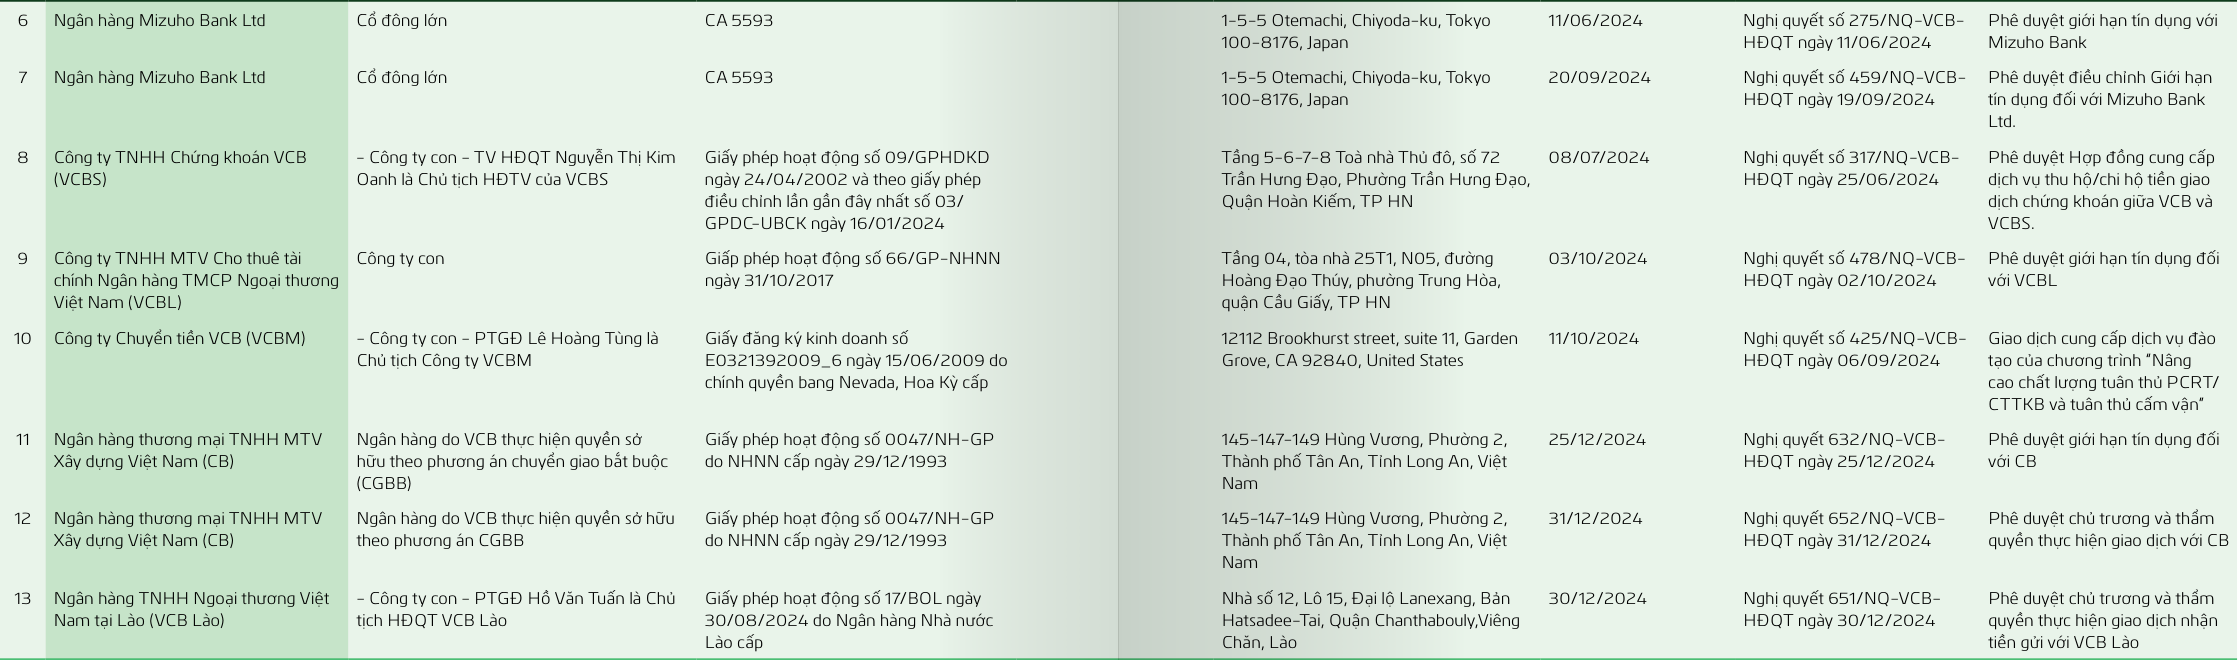 6
Ngân hàng Mizuho Bank Ltd
Cổ đông lớn
CA 5593
1-5-5 Otemachi, Chiyoda-ku, Tokyo
100-8176, Japan
11/06/2024
Nghị quyết số 275/NQ-VCB-
HĐQT ngày 11/06/2024
Phê duyệt giới hạn tín dụng với
Mizuho Bank
7
Ngân hàng Mizuho Bank Ltd
Cổ đông lớn
CA 5593
1-5-5 Otemachi, Chiyoda-ku, Tokyo
100-8176, Japan
20/09/2024
Nghị quyết số 459/NQ-VCB-
HĐQT ngày 19/09/2024
Phê duyệt điều chỉnh Giới hạn
tín dụng đối với Mizuho Bank
Ltd.
8
Công ty TNHH Chứng khoán VCB
(VCBS)
- Công ty con - TV HĐQT Nguyễn Thị Kim
Oanh là Chủ tịch HĐTV của VCBS
Giấy phép hoạt động số 09/GPHDKD
ngày 24/04/2002 và theo giấy phép
điều chỉnh lần gần đây nhất số 03/
GPDC-UBCK ngày 16/01/2024
Tầng 5-6-7-8 Toà nhà Thủ đô, số 72
Trần Hưng Đạo, Phường Trần Hưng Đạo,
Quận Hoàn Kiếm, TP HN
08/07/2024
Nghị quyết số 317/NQ-VCB-
HĐQT ngày 25/06/2024
Phê duyệt Hợp đồng cung cấp
dịch vụ thu hộ/chi hộ tiền giao
dịch chứng khoán giữa VCB và
VCBS.
9
Công ty TNHH MTV Cho thuê tài
chính Ngân hàng TMCP Ngoại thương
Việt Nam (VCBL)
Công ty con
Giấp phép hoạt động số 66/GP-NHNN
ngày 31/10/2017
Tầng 04, tòa nhà 25T1, N05, đường
Hoàng Đạo Thúy, phường Trung Hòa,
quận Cầu Giấy, TP HN
03/10/2024
Nghị quyết số 478/NQ-VCB-
HĐQT ngày 02/10/2024
Phê duyệt giới hạn tín dụng đối
với VCBL
10
Công ty Chuyển tiền VCB (VCBM)
- Công ty con - PTGĐ Lê Hoàng Tùng là
Chủ tịch Công ty VCBM
Giấy đăng ký kinh doanh số
E0321392009_6 ngày 15/06/2009 do
chính quyền bang Nevada, Hoa Kỳ cấp
12112 Brookhurst street, suite 11, Garden
Grove, CA 92840, United States
11/10/2024
Nghị quyết số 425/NQ-VCB-
HĐQT ngày 06/09/2024
Giao dịch cung cấp dịch vụ đào
tạo của chương trình “Nâng
cao chất lượng tuân thủ PCRT/
CTTKB và tuân thủ cấm vận”
11
Ngân hàng thương mại TNHH MTV
Xây dựng Việt Nam (CB)
Ngân hàng do VCB thực hiện quyền sở
hữu theo phương án chuyển giao bắt buộc
(CGBB)
Giấy phép hoạt động số 0047/NH-GP
do NHNN cấp ngày 29/12/1993
145-147-149 Hùng Vương, Phường 2,
Thành phố Tân An, Tỉnh Long An, Việt
Nam
25/12/2024
Nghị quyết 632/NQ-VCB-
HĐQT ngày 25/12/2024
Phê duyệt giới hạn tín dụng đối
với CB
12
Ngân hàng thương mại TNHH MTV
Xây dựng Việt Nam (CB)
Ngân hàng do VCB thực hiện quyền sở hữu
theo phương án CGBB
Giấy phép hoạt động số 0047/NH-GP
do NHNN cấp ngày 29/12/1993
145-147-149 Hùng Vương, Phường 2,
Thành phố Tân An, Tỉnh Long An, Việt
Nam
31/12/2024
Nghị quyết 652/NQ-VCB-
HĐQT ngày 31/12/2024
Phê duyệt chủ trương và thẩm
quyền thực hiện giao dịch với CB
13
Ngân hàng TNHH Ngoại thương Việt
Nam tại Lào (VCB Lào)
- Công ty con - PTGĐ Hồ Văn Tuấn là Chủ
tịch HĐQT VCB Lào
Giấy phép hoạt động số 17/BOL ngày
30/08/2024 do Ngân hàng Nhà nước
Lào cấp
Nhà số 12, Lô 15, Đại lộ Lanexang, Bản
Hatsadee-Tai, Quận Chanthabouly,Viêng
Chăn, Lào
30/12/2024
Nghị quyết 651/NQ-VCB-
HĐQT ngày 30/12/2024
Phê duyệt chủ trương và thẩm
quyền thực hiện giao dịch nhận
tiền gửi với VCB Lào